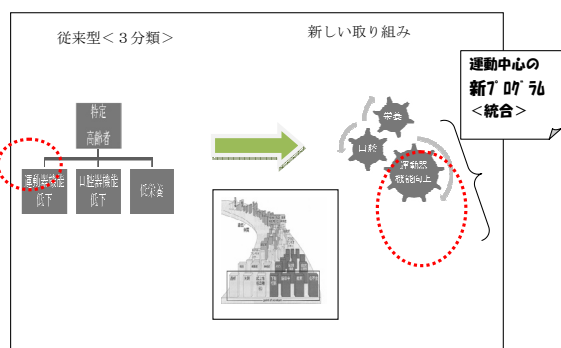 従来型<３分類>
新しい取り組み
運動中心の
新ﾌﾟﾛｸﾞﾗﾑ
<統合>
特定
高齢者
運動器機能
低下
口腔器機能
低下
低栄養
栄養
口腔
運動器
機能向上